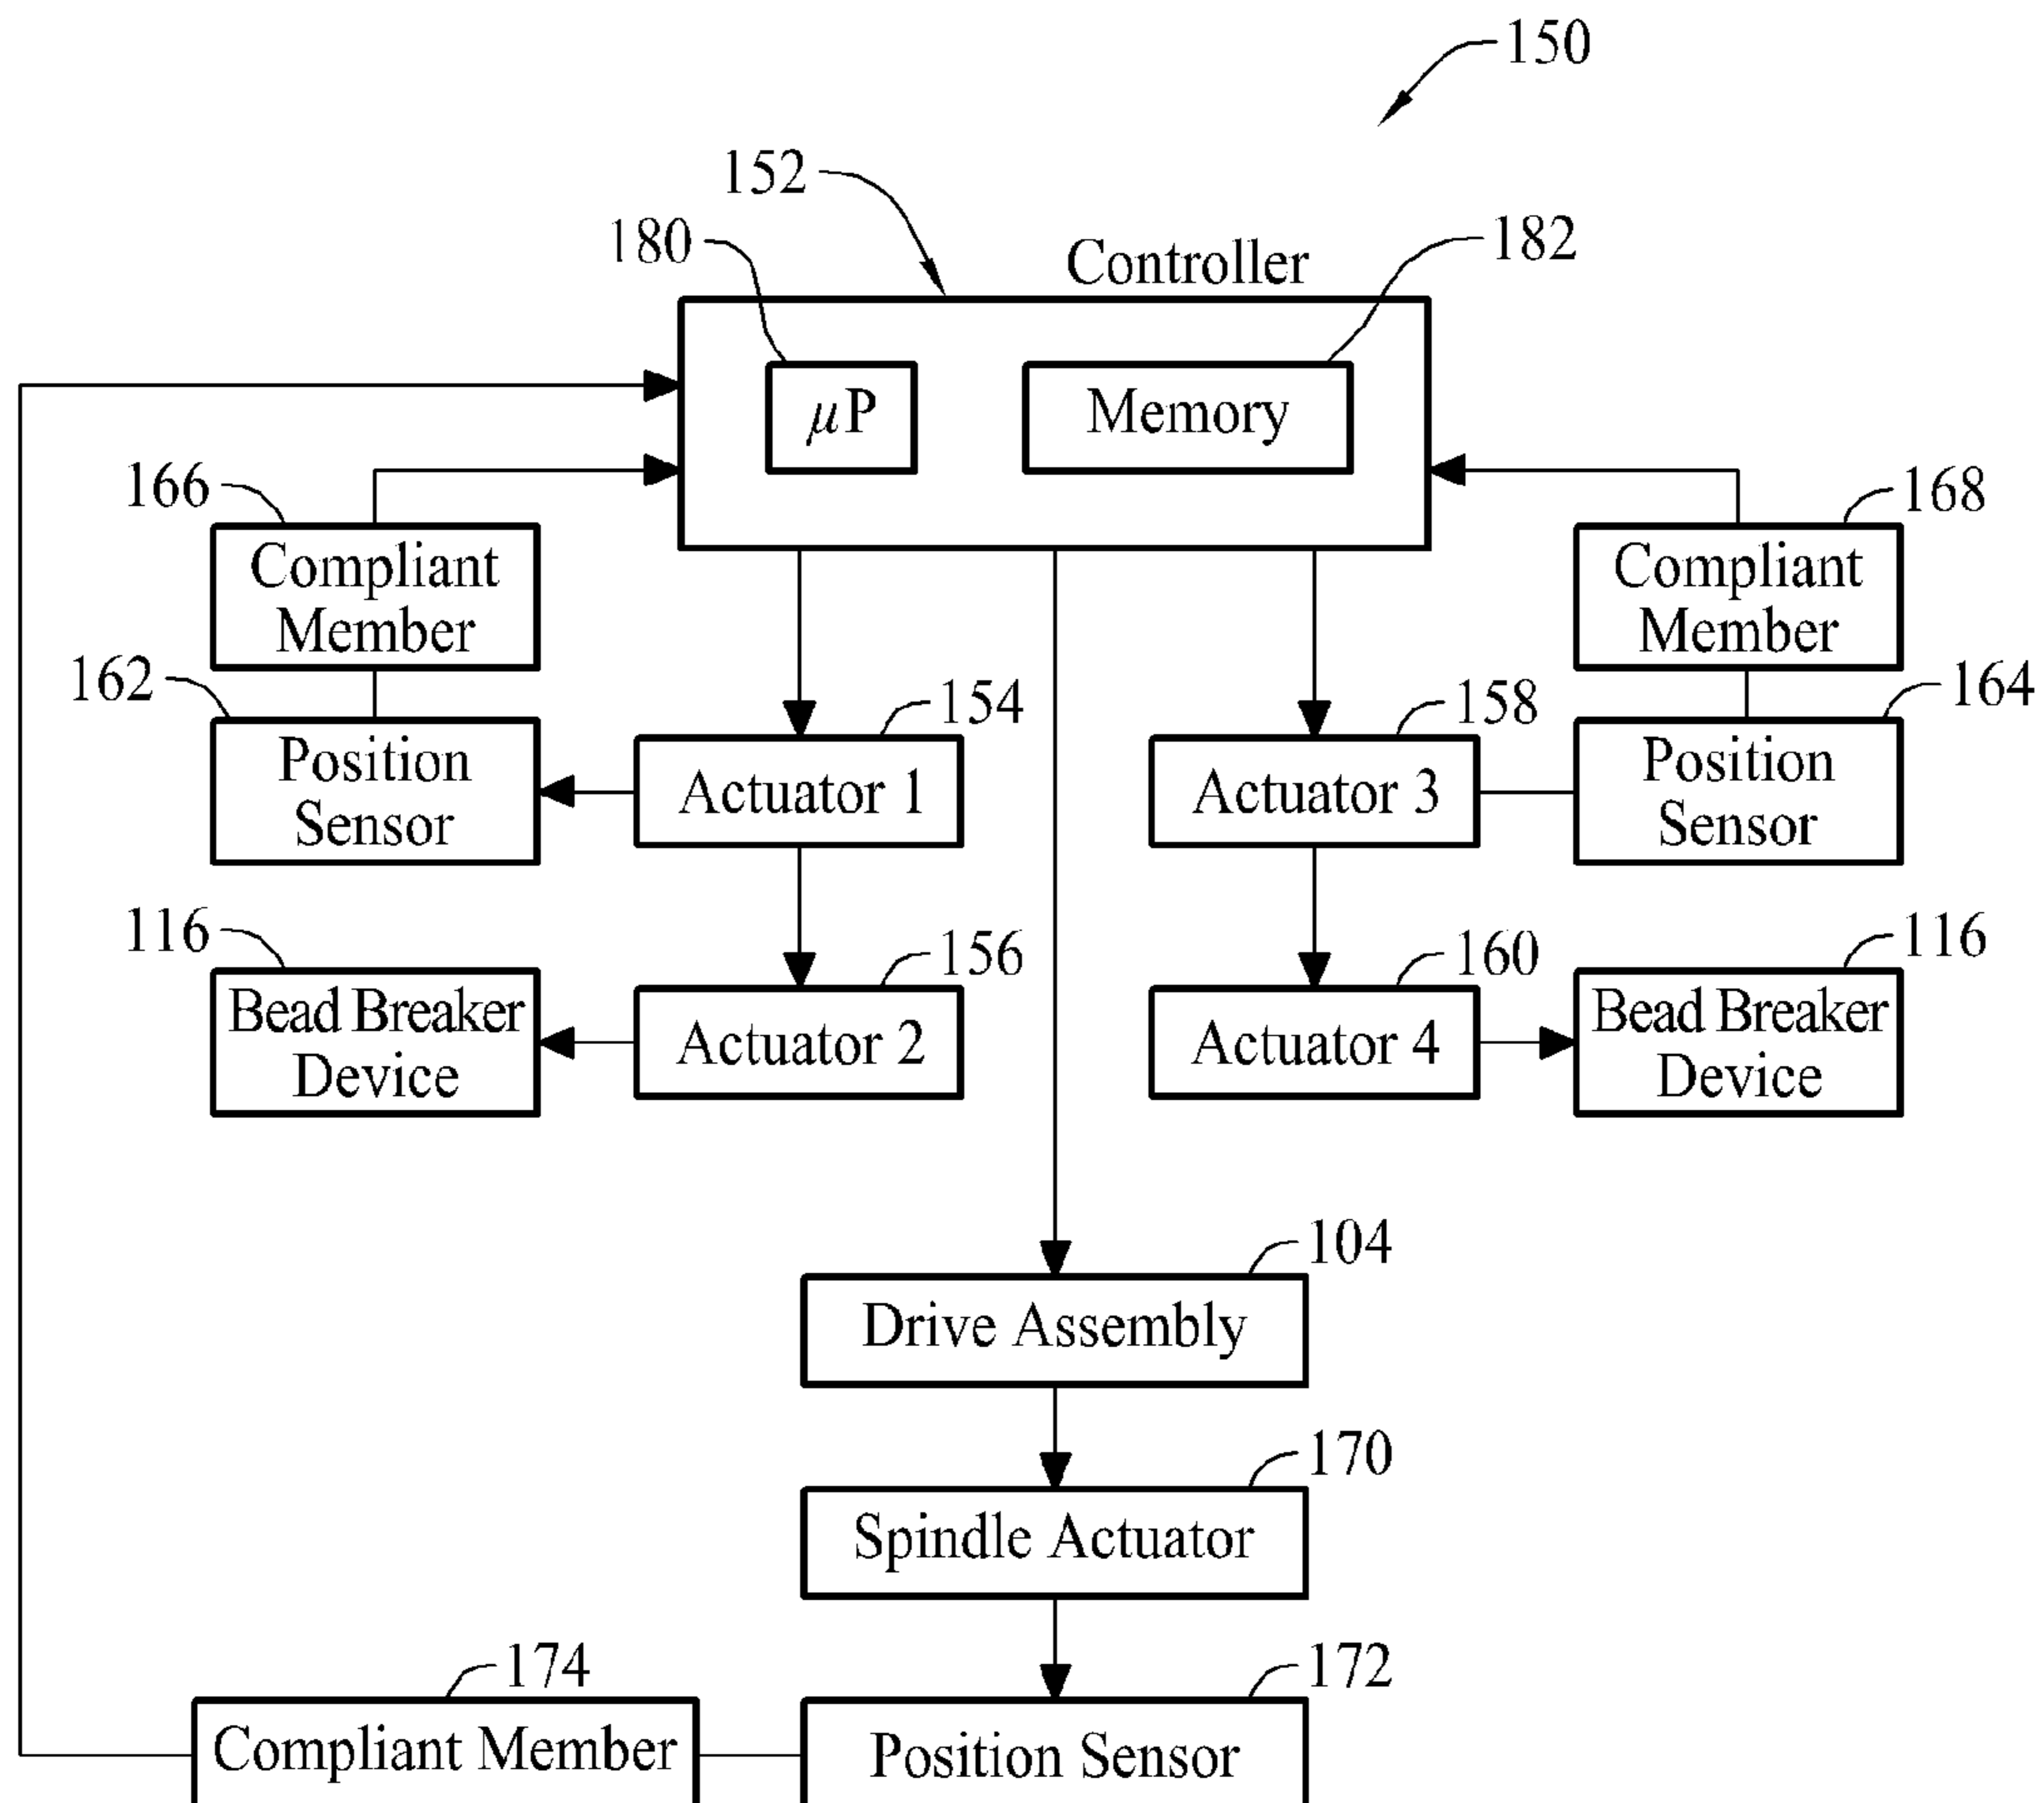 150
152
180
Controller
182
μP
Memory
166
168
Compliant
Member
Compliant
Member
162
154
158
164
Position
Sensor
Actuator 1
Actuator 3
Position
Sensor
116
156
160
116
Bead Breaker
Device
Actuator 2
Actuator 4
Bead Breaker
Device
104
Drive Assembly
170
Spindle Actuator
174
172
Compliant Member
Position Sensor